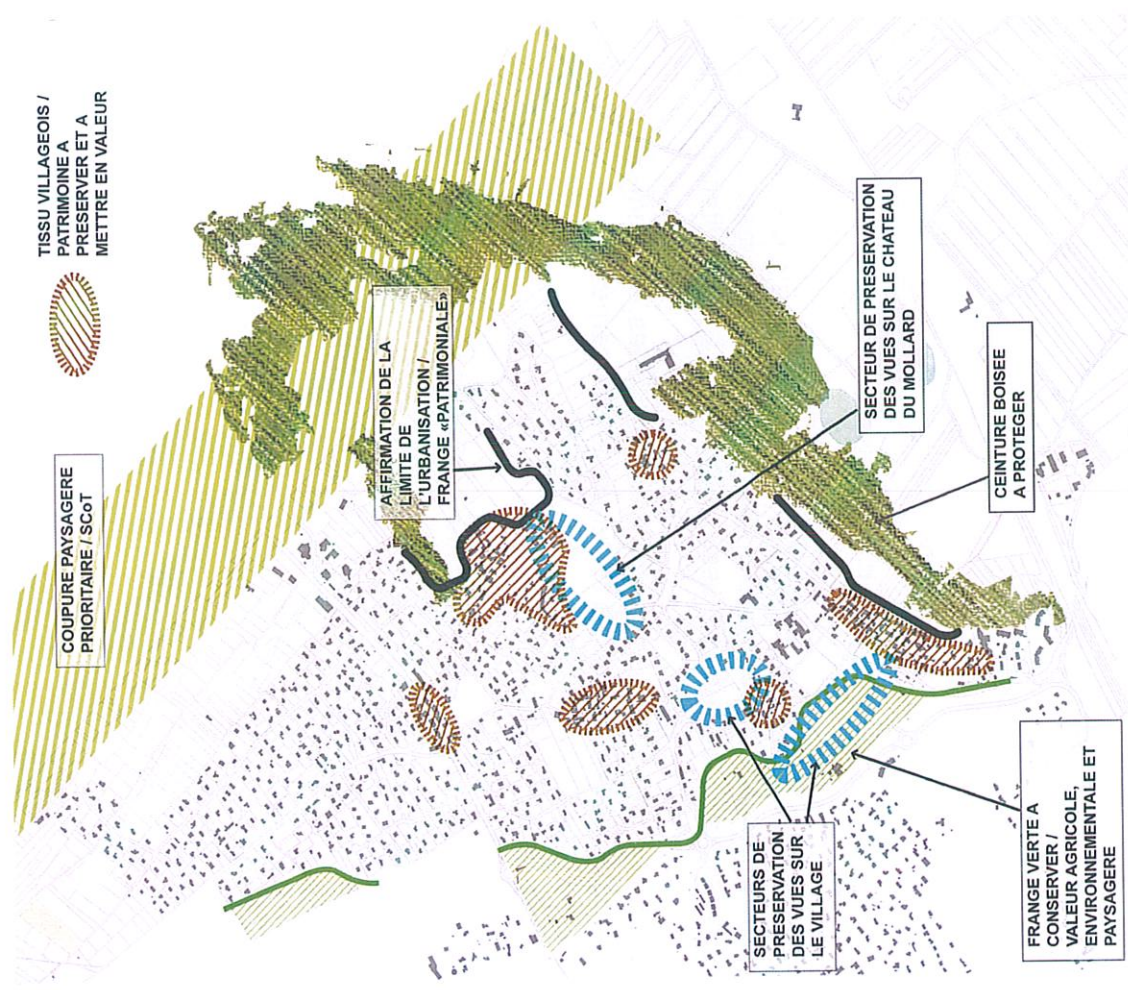 TISSU VILLAGEOIS /
PATRIMOINE A
PRESERVER ET A
METTRE EN VALEUR
COUPURE PAYSAGERE
PRIORITAIRE / SCoT
AFFIRMATION DE LA
LIMITE DE
L'URBANISATION /
FRANGE «PATRIMONIALE»
SECTEUR DE PRESERVATION
DES VUES SUR LE CHATEAU
DU MOLLARD
CEINTURE BOISEE
A PROTEGER
SECTEURS DE
PRESERVATION
DES VUES SUR
LE VILLAGE
FRANGE VERTE A
CONSERVER /
VALEUR AGRICOLE,
ENVIRONNEMENTALE ET
PAYSAGERE